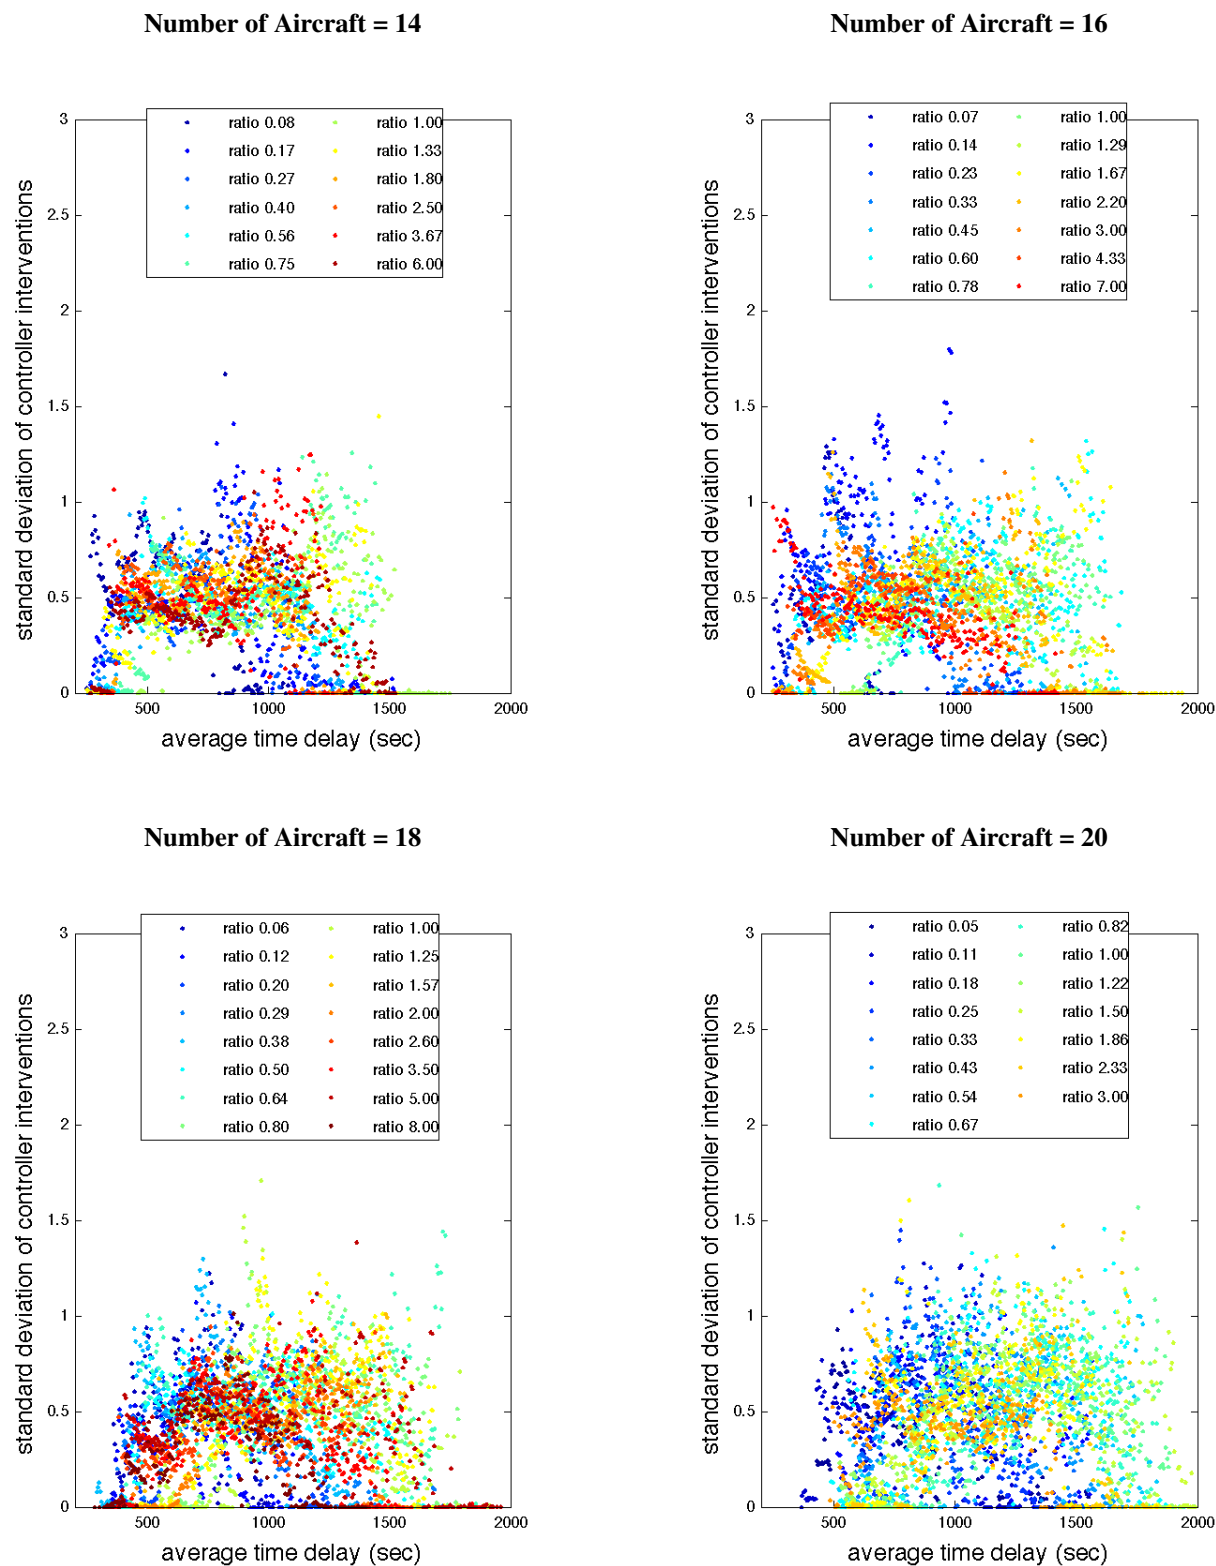 Number of Aircraft = 14
3
2.5
2
1.5
1
0.5
0
500
1000
1500
2000
standard deviation of controller interventions
average time delay (sec)
ratio 0.08
ratio 0.17
ratio 0.27
ratio 0.40
ratio 0.56
ratio 0.75
ratio 1.00
ratio 1.33
ratio 1.80
ratio 2.50
ratio 3.67
ratio 6.00
Number of Aircraft = 16
3
2.5
2
1.5
1
0.5
0
500
1000
1500
2000
standard deviation of controller interventions
average time delay (sec)
ratio 0.07
ratio 0.14
ratio 0.23
ratio 0.33
ratio 0.45
ratio 0.60
ratio 0.78
ratio 1.00
ratio 1.29
ratio 1.67
ratio 2.20
ratio 3.00
ratio 4.33
ratio 7.00
Number of Aircraft = 18
3
2.5
2
1.5
1
0.5
0
500
1000
1500
2000
standard deviation of controller interventions
average time delay (sec)
ratio 0.06
ratio 0.12
ratio 0.20
ratio 0.29
ratio 0.38
ratio 0.50
ratio 0.64
ratio 0.80
ratio 1.00
ratio 1.25
ratio 1.57
ratio 2.00
ratio 2.60
ratio 3.50
ratio 5.00
ratio 8.00
Number of Aircraft = 20
3
2.5
2
1.5
1
0.5
0
500
1000
1500
2000
standard deviation of controller interventions
average time delay (sec)
ratio 0.05
ratio 0.11
ratio 0.18
ratio 0.25
ratio 0.33
ratio 0.43
ratio 0.54
ratio 0.67
ratio 0.82
ratio 1.00
ratio 1.22
ratio 1.50
ratio 1.86
ratio 2.33
ratio 3.00